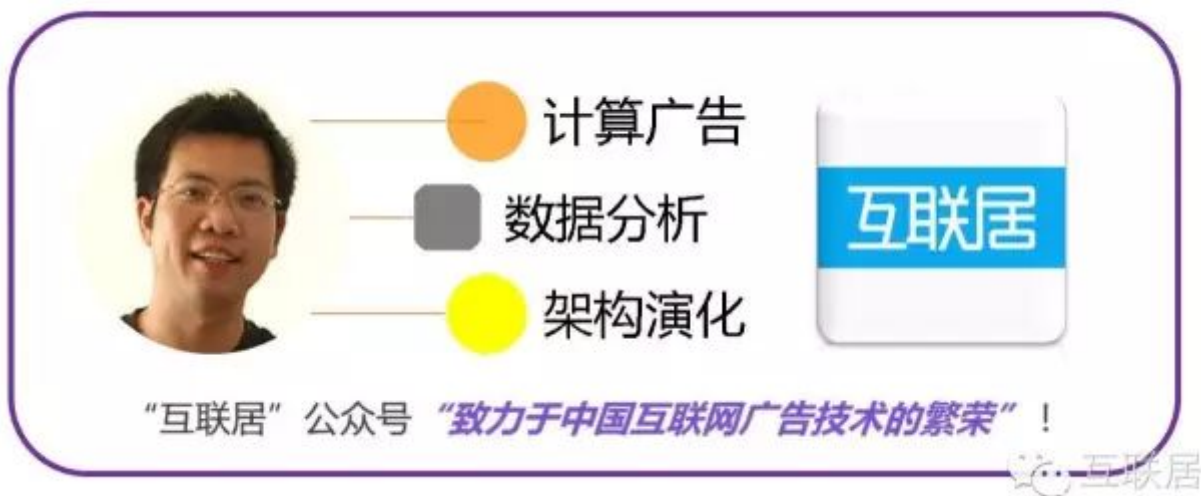 计算广告
数据分析
互联居
架构演化
“互联居”公众号“致力于中国互联网广告技术的繁荣”！
互联居